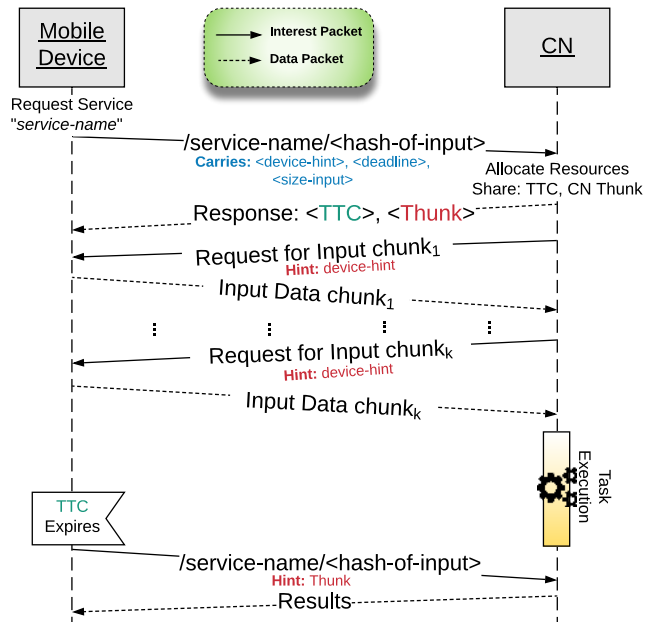 Mobile
Device
Interest Packet
Data Packet
CN
Request Service
"service-name"
/service-name/<hash-of-input>
Carries: <device-hint>, <deadline>,
<size-input>
Allocate Resources
Share: TTC, CN Thunk
Response: <TTC>, <Thunk>
Request for Input chunk₁
Hint: device-hint
Input Data chunk₁
Request for Input chunkₖ
Hint: device-hint
Input Data chunkₖ
Task
Execution
TTC
Expires
/service-name/<hash-of-input>
Hint: Thunk
Results